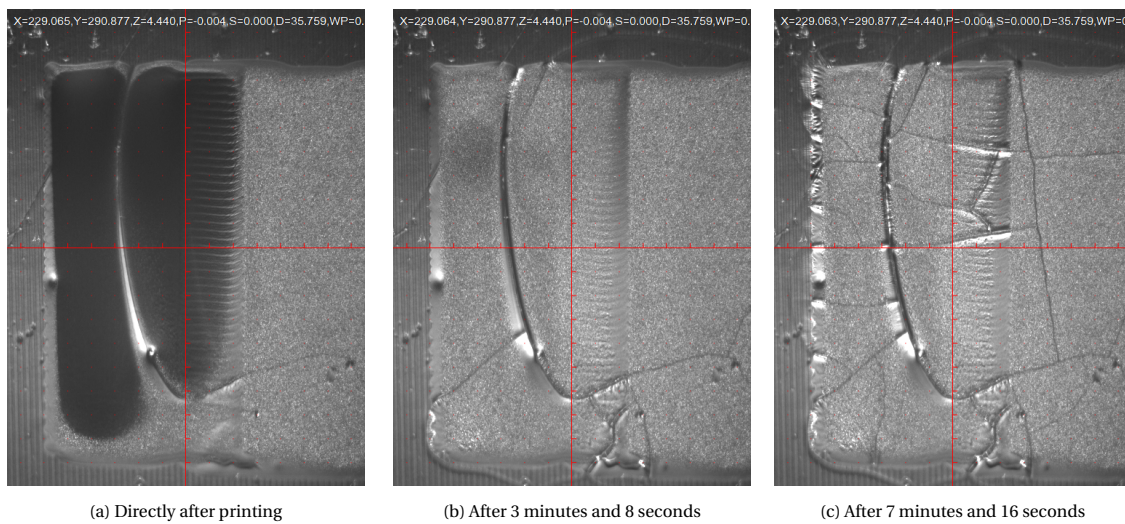 X=229.065,Y=290.877,Z=4.440,P=-0.004,S=0.000,D=35.759,WP=0.
X=229.064,Y=290.877,Z=4.440,P=-0.004,S=0.000,D=35.759,WP=0.
X=229.063,Y=290.877,Z=4.440,P=-0.004,S=0.000,D=35.759,WP=0
(a) Directly after printing
(b) After 3 minutes and 8 seconds
(c) After 7 minutes and 16 seconds